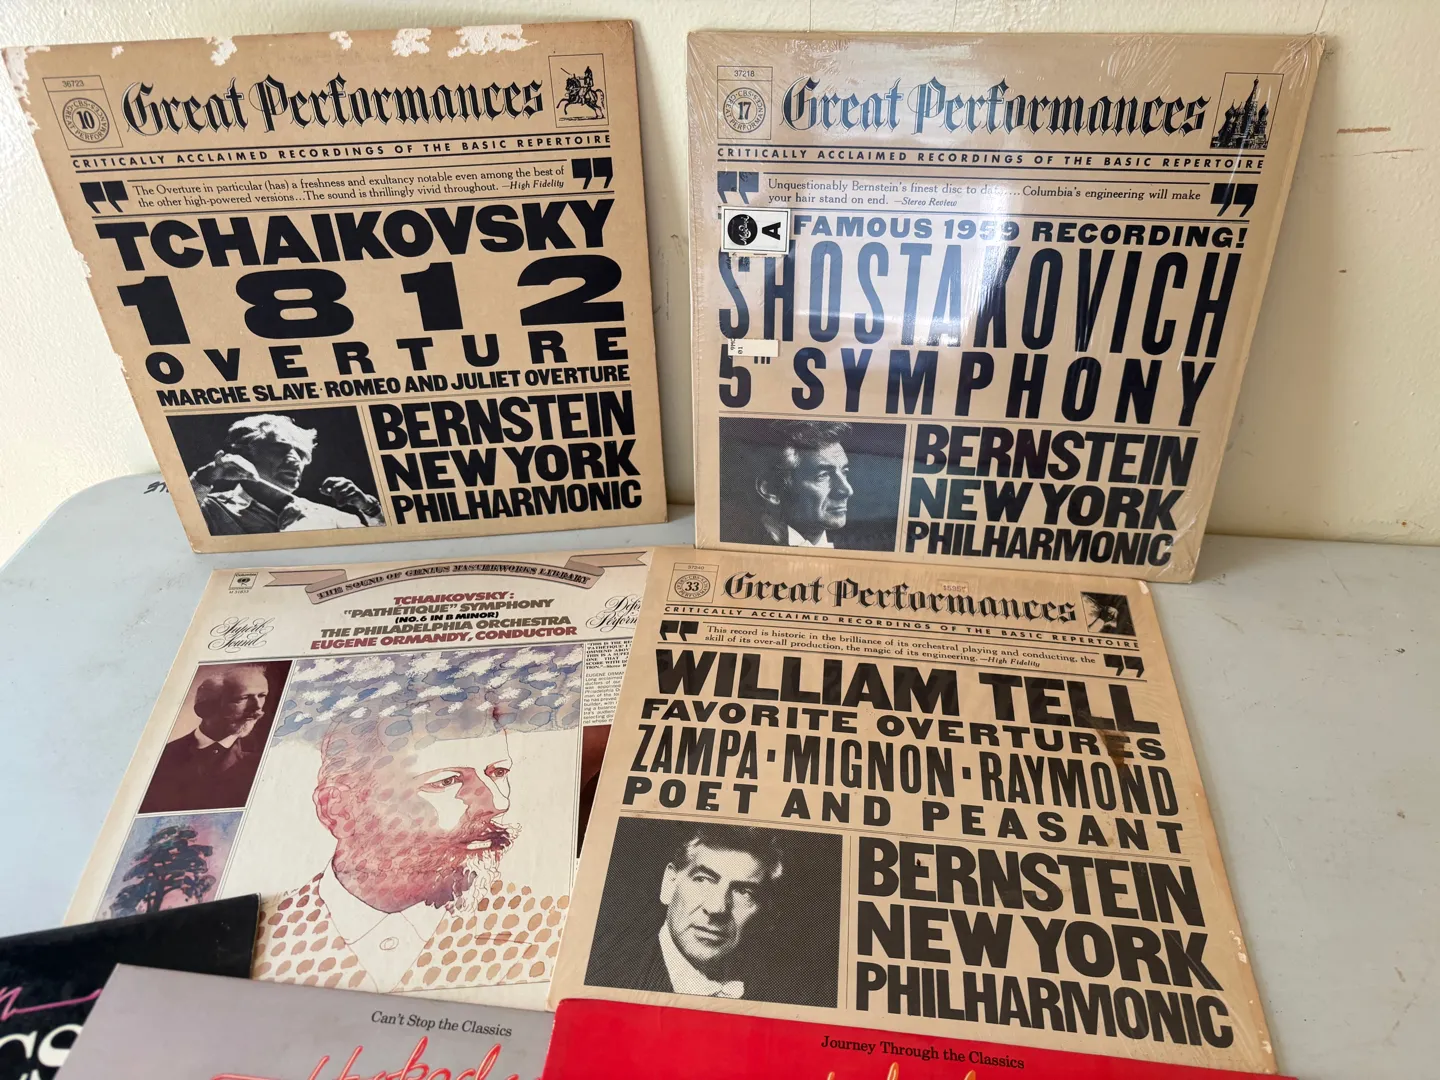 36723
10
Great Performances
CRITICALLY ACCLAIMED RECORDINGS OF THE BASIC REPERTOIRE
The Overture in particular (has) a freshness and exultancy notable even among the best of
the other high-powered versions...The sound is thrillingly vivid throughout. —High Fidelity
TCHAIKOVSKY
1812
OVERTURE
MARCHE SLAVE·ROMEO AND JULIET OVERTURE
BERNSTEIN
NEW YORK
PHILHARMONIC
37218
17
Great Performances
CRITICALLY ACCLAIMED RECORDINGS OF THE BASIC REPERTOIRE
Unquestionably Bernstein's finest disc to date....Columbia's engineering will make
your hair stand on end. —Stereo Review
A
FAMOUS 1959 RECORDING!
SHOSTAKOVICH
5TH SYMPHONY
BERNSTEIN
NEW YORK
PHILHARMONIC
THE SOUND OF GENIUS MASTERWORKS LIBRARY
TCHAIKOVSKY:
"PATHÉTIQUE" SYMPHONY
(NO. 6 IN B MINOR)
THE PHILADELPHIA ORCHESTRA
EUGENE ORMANDY, CONDUCTOR
Superb
Sound
33
Great Performances
CRITICALLY ACCLAIMED RECORDINGS OF THE BASIC REPERTOIRE
This record is historic in the brilliance of its orchestral playing and conducting, the
skill of its over-all production, the magic of its engineering. —High Fidelity
WILLIAM TELL
FAVORITE OVERTURES
ZAMPA·MIGNON·RAYMOND
POET AND PEASANT
BERNSTEIN
NEW YORK
PHILHARMONIC
Can't Stop the Classics
Journey Through the Classics